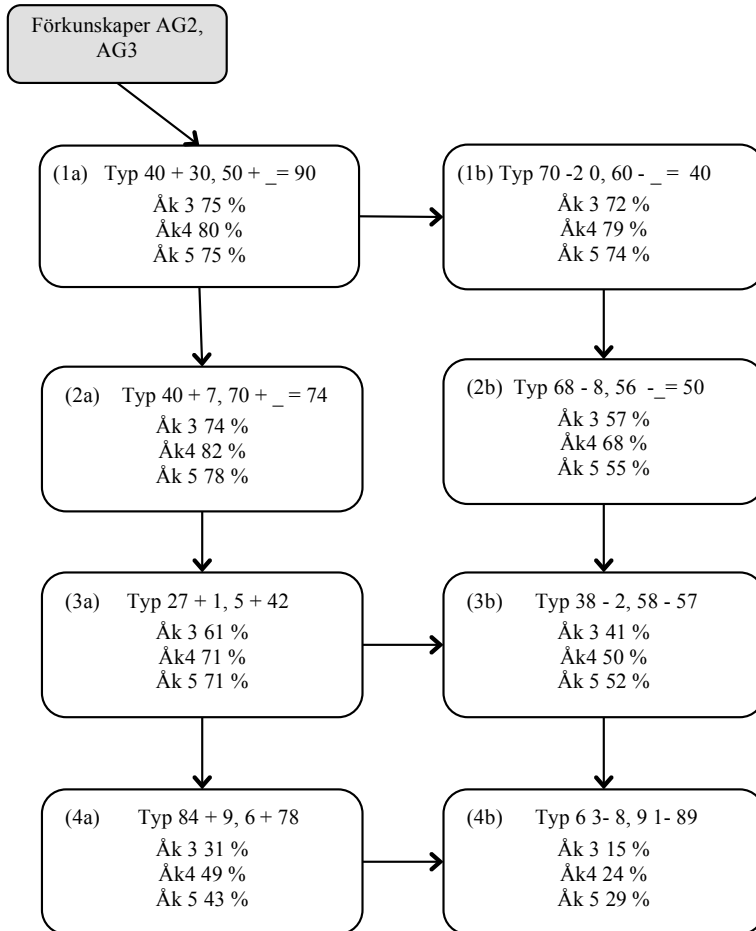 Förkunskaper AG2,
AG3
(1a) Typ 40 + 30, 50 + _= 90
Åk 3 75 %
Åk4 80 %
Åk 5 75 %
(1b) Typ 70 -2 0, 60 - _ = 40
Åk 3 72 %
Åk4 79 %
Åk 5 74 %
(2a) Typ 40 + 7, 70 + _ = 74
Åk 3 74 %
Åk4 82 %
Åk 5 78 %
(2b) Typ 68 - 8, 56 -_= 50
Åk 3 57 %
Åk4 68 %
Åk 5 55 %
(3a) Typ 27 + 1, 5 + 42
Åk 3 61 %
Åk4 71 %
Åk 5 71 %
(3b) Typ 38 - 2, 58 - 57
Åk 3 41 %
Åk4 50 %
Åk 5 52 %
(4a) Typ 84 + 9, 6 + 78
Åk 3 31 %
Åk4 49 %
Åk 5 43 %
(4b) Typ 6 3- 8, 9 1- 89
Åk 3 15 %
Åk4 24 %
Åk 5 29 %